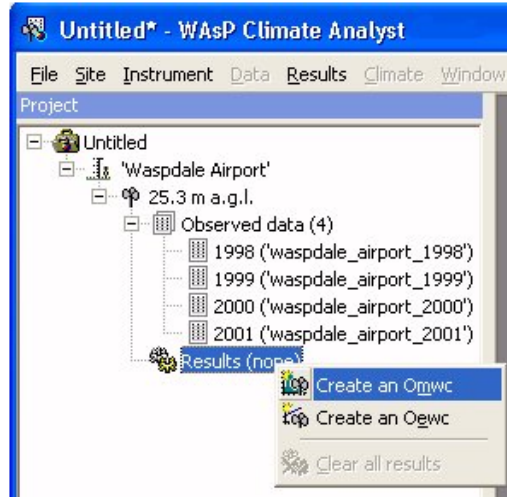 Untitled* - WAsP Climate Analyst
File Site Instrument Data Results Climate Window
Project
Untitled
'Waspdale Airport'
25.3 m a.g.l.
Observed data (4)
1998 ('waspdale_airport_1998')
1999 ('waspdale_airport_1999')
2000 ('waspdale_airport_2000')
2001 ('waspdale_airport_2001')
Results (none)
Create an Omwc
Create an Oewc
Clear all results